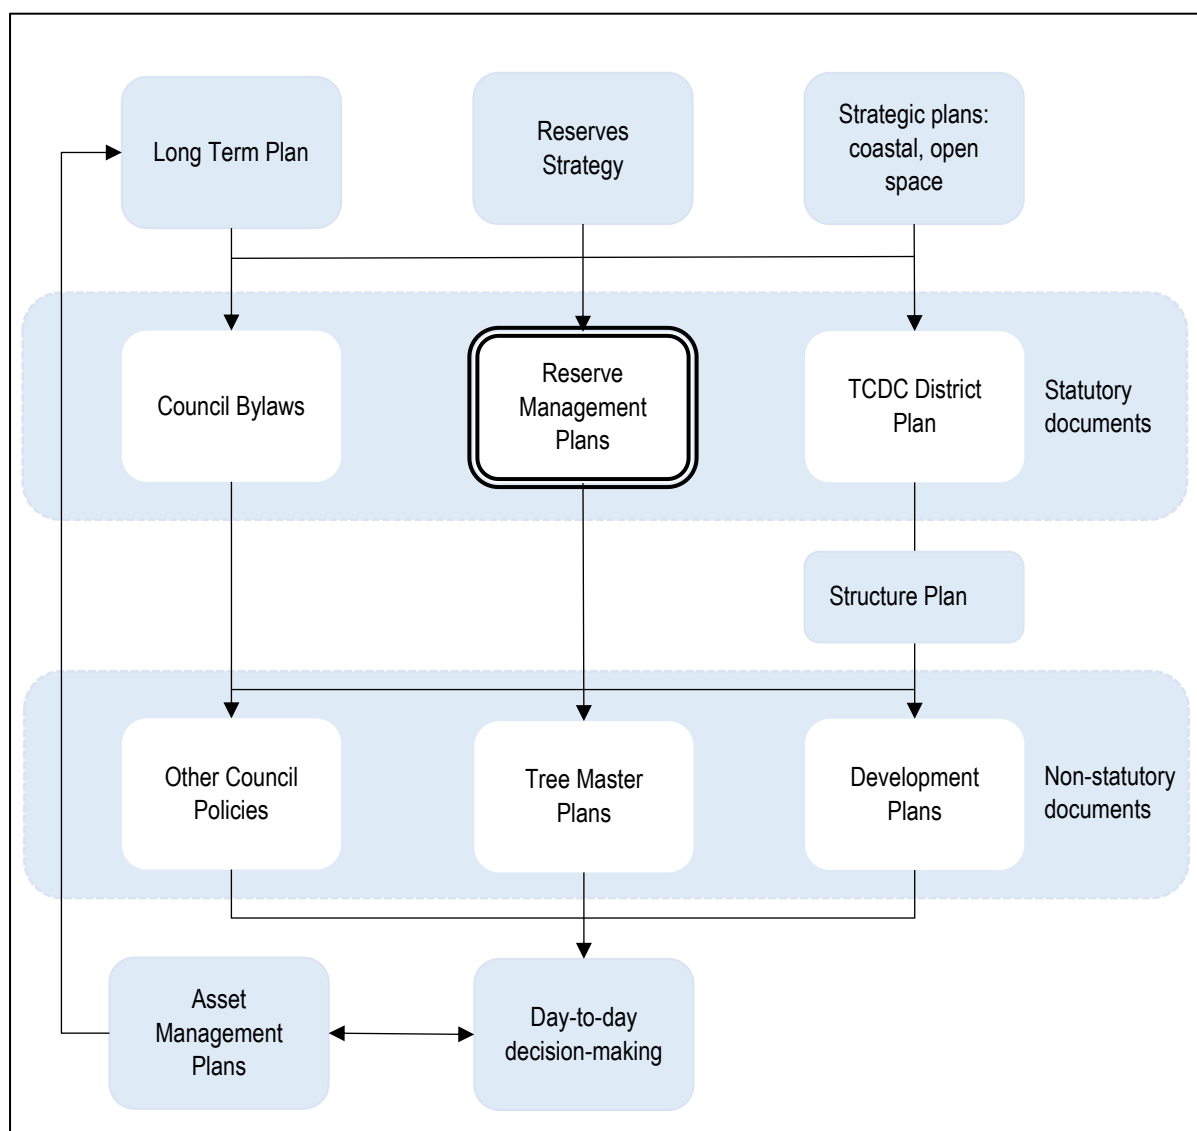 Long Term Plan
Reserves
Strategy
Strategic plans:
coastal, open
space
Council Bylaws
Reserve
Management
Plans
TCDC District
Plan
Statutory
documents
Structure Plan
Other Council
Policies
Tree Master
Plans
Development
Plans
Non-statutory
documents
Asset
Management
Plans
Day-to-day
decision-making